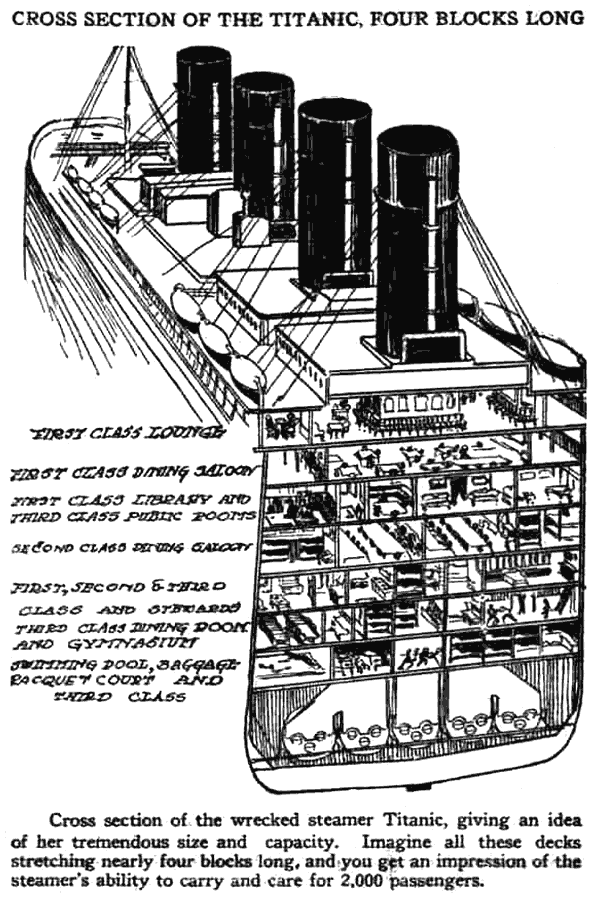 CROSS SECTION OF THE TITANIC, FOUR BLOCKS LONG
FIRST CLASS LOUNGE
FIRST CLASS DINING SALOON
FIRST CLASS LIBRARY AND
THIRD CLASS PUBLIC ROOMS
SECOND CLASS DINING SALOON
FIRST, SECOND & THIRD
CLASS AND STEWARDS
THIRD CLASS DINING ROOM
AND GYMNASIUM
SWIMMING POOL, BAGGAGE
RACQUET COURT AND
THIRD CLASS
Cross section of the wrecked steamer Titanic, giving an idea
of her tremendous size and capacity. Imagine all these decks
stretching nearly four blocks long, and you get an impression of the
steamer's ability to carry and care for 2,000 passengers.